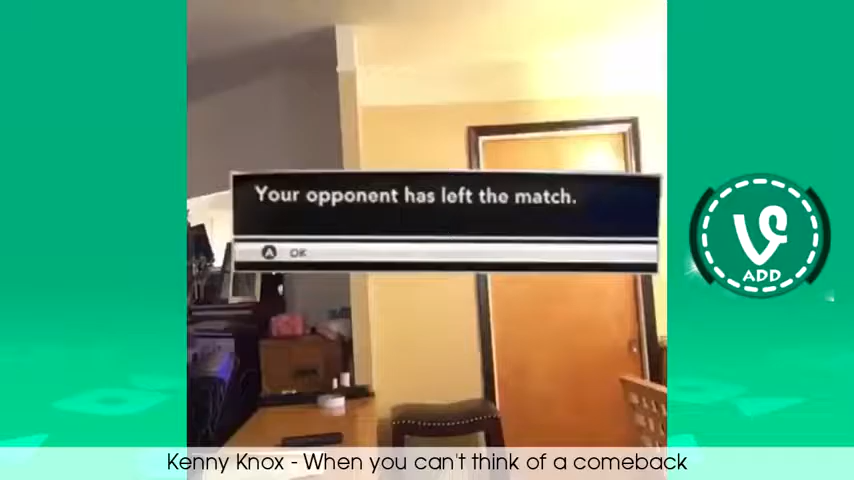 Your opponent has left the match.
A OK
ADD
Kenny Knox - When you can't think of a comeback